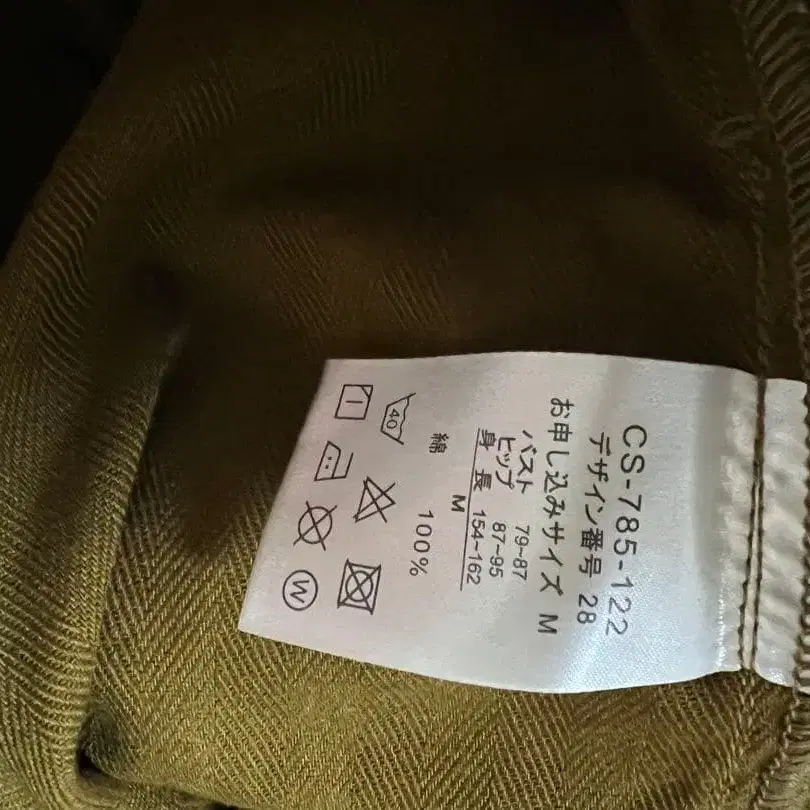 CS-785-122
デザイン番号 28
お申し込みサイズ M
バスト 79~87
ヒップ 87~95
身長 154~162
M
綿 100%
40
W